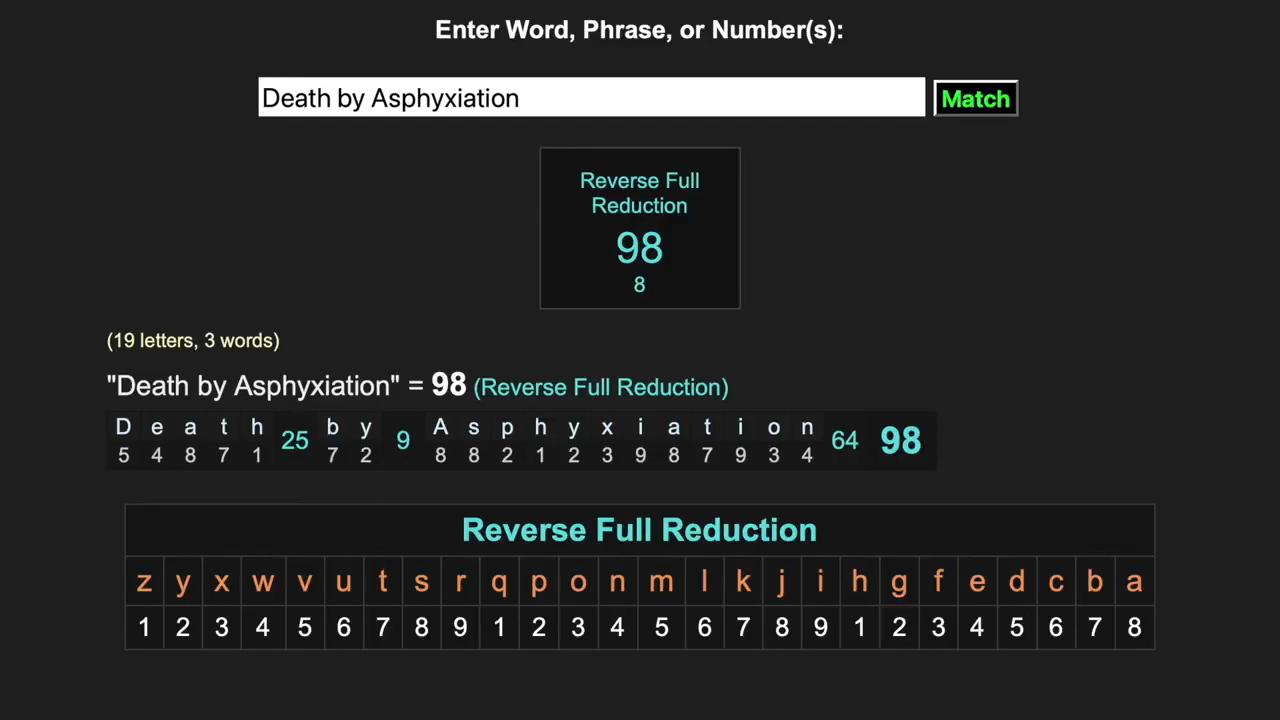 Enter Word, Phrase, or Number(s):
Death by Asphyxiation Match
Reverse Full
Reduction
98
8
(19 letters, 3 words)
"Death by Asphyxiation" = 98 (Reverse Full Reduction)
D e a t h 25 b y 9 A s p h y x i a t i o n 64 98
5 4 8 7 1 7 2 8 8 2 1 2 3 9 8 7 9 3 4
Reverse Full Reduction
z y x w v u t s r q p o n m l k j i h g f e d c b a
1 2 3 4 5 6 7 8 9 1 2 3 4 5 6 7 8 9 1 2 3 4 5 6 7 8